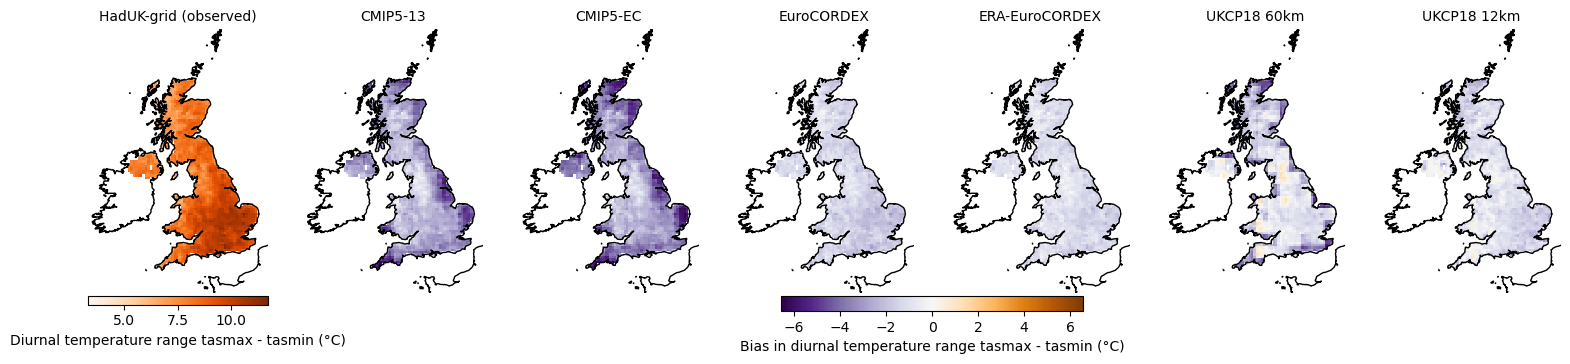 HadUK-grid (observed)
CMIP5-13
CMIP5-EC
EuroCORDEX
ERA-EuroCORDEX
UKCP18 60km
UKCP18 12km
5.0 7.5 10.0
Diurnal temperature range tasmax - tasmin (°C)
−6 −4 −2 0 2 4 6
Bias in diurnal temperature range tasmax - tasmin (°C)